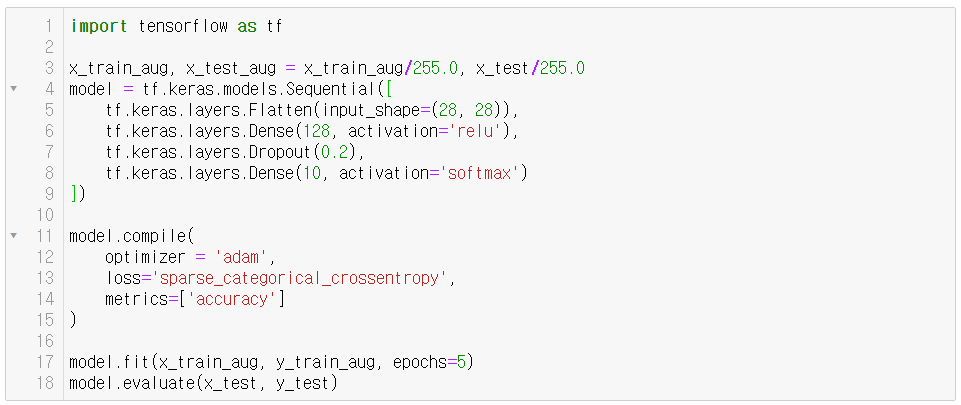 1 import tensorflow as tf
2
3 x_train_aug, x_test_aug = x_train_aug/255.0, x_test/255.0
4 model = tf.keras.models.Sequential([
5     tf.keras.layers.Flatten(input_shape=(28, 28)),
6     tf.keras.layers.Dense(128, activation='relu'),
7     tf.keras.layers.Dropout(0.2),
8     tf.keras.layers.Dense(10, activation='softmax')
9 ])
10
11 model.compile(
12     optimizer = 'adam',
13     loss='sparse_categorical_crossentropy',
14     metrics=['accuracy']
15 )
16
17 model.fit(x_train_aug, y_train_aug, epochs=5)
18 model.evaluate(x_test, y_test)